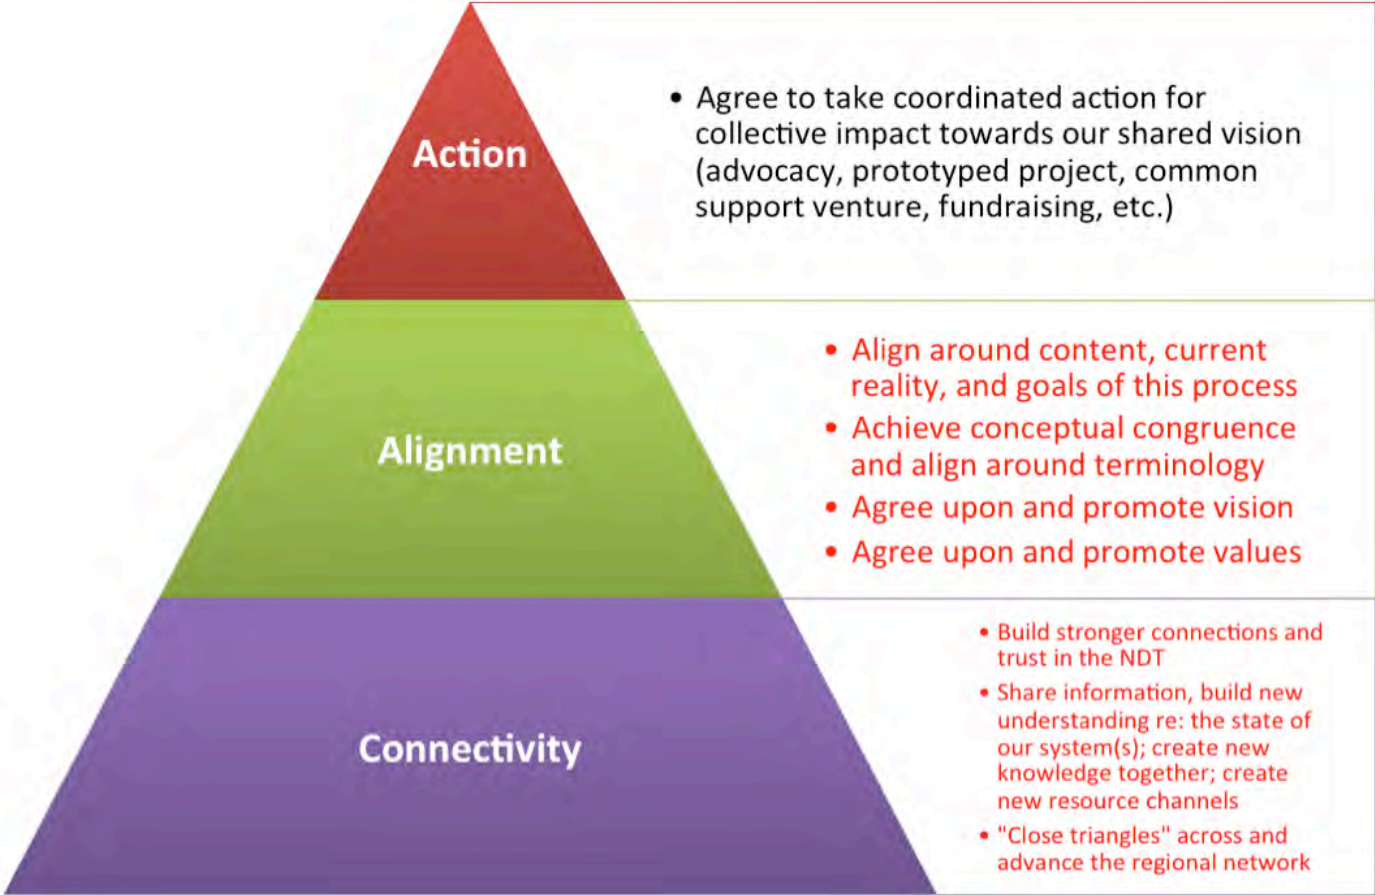 Action
• Agree to take coordinated action for
collective impact towards our shared vision
(advocacy, prototyped project, common
support venture, fundraising, etc.)
Alignment
• Align around content, current
reality, and goals of this process
• Achieve conceptual congruence
and align around terminology
• Agree upon and promote vision
• Agree upon and promote values
Connectivity
• Build stronger connections and
trust in the NDT
• Share information, build new
understanding re: the state of
our system(s); create new
knowledge together; create
new resource channels
• "Close triangles" across and
advance the regional network